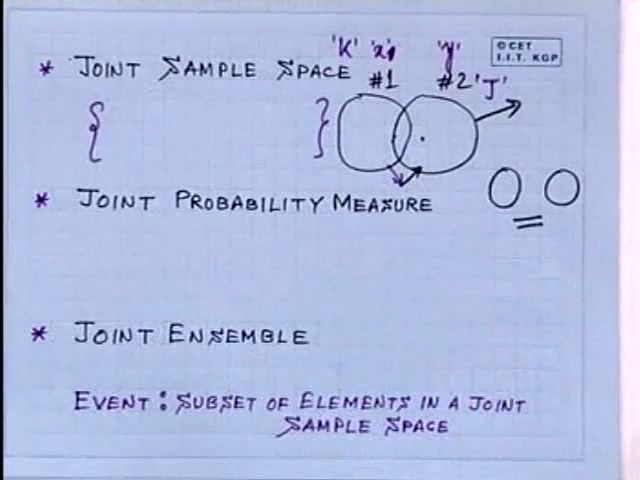 'K' 'x' 'y'
© CET
I.I.T. KGP
* JOINT SAMPLE SPACE #1 #2 'J'
{ }
* JOINT PROBABILITY MEASURE
* JOINT ENSEMBLE
EVENT : SUBSET OF ELEMENTS IN A JOINT
SAMPLE SPACE